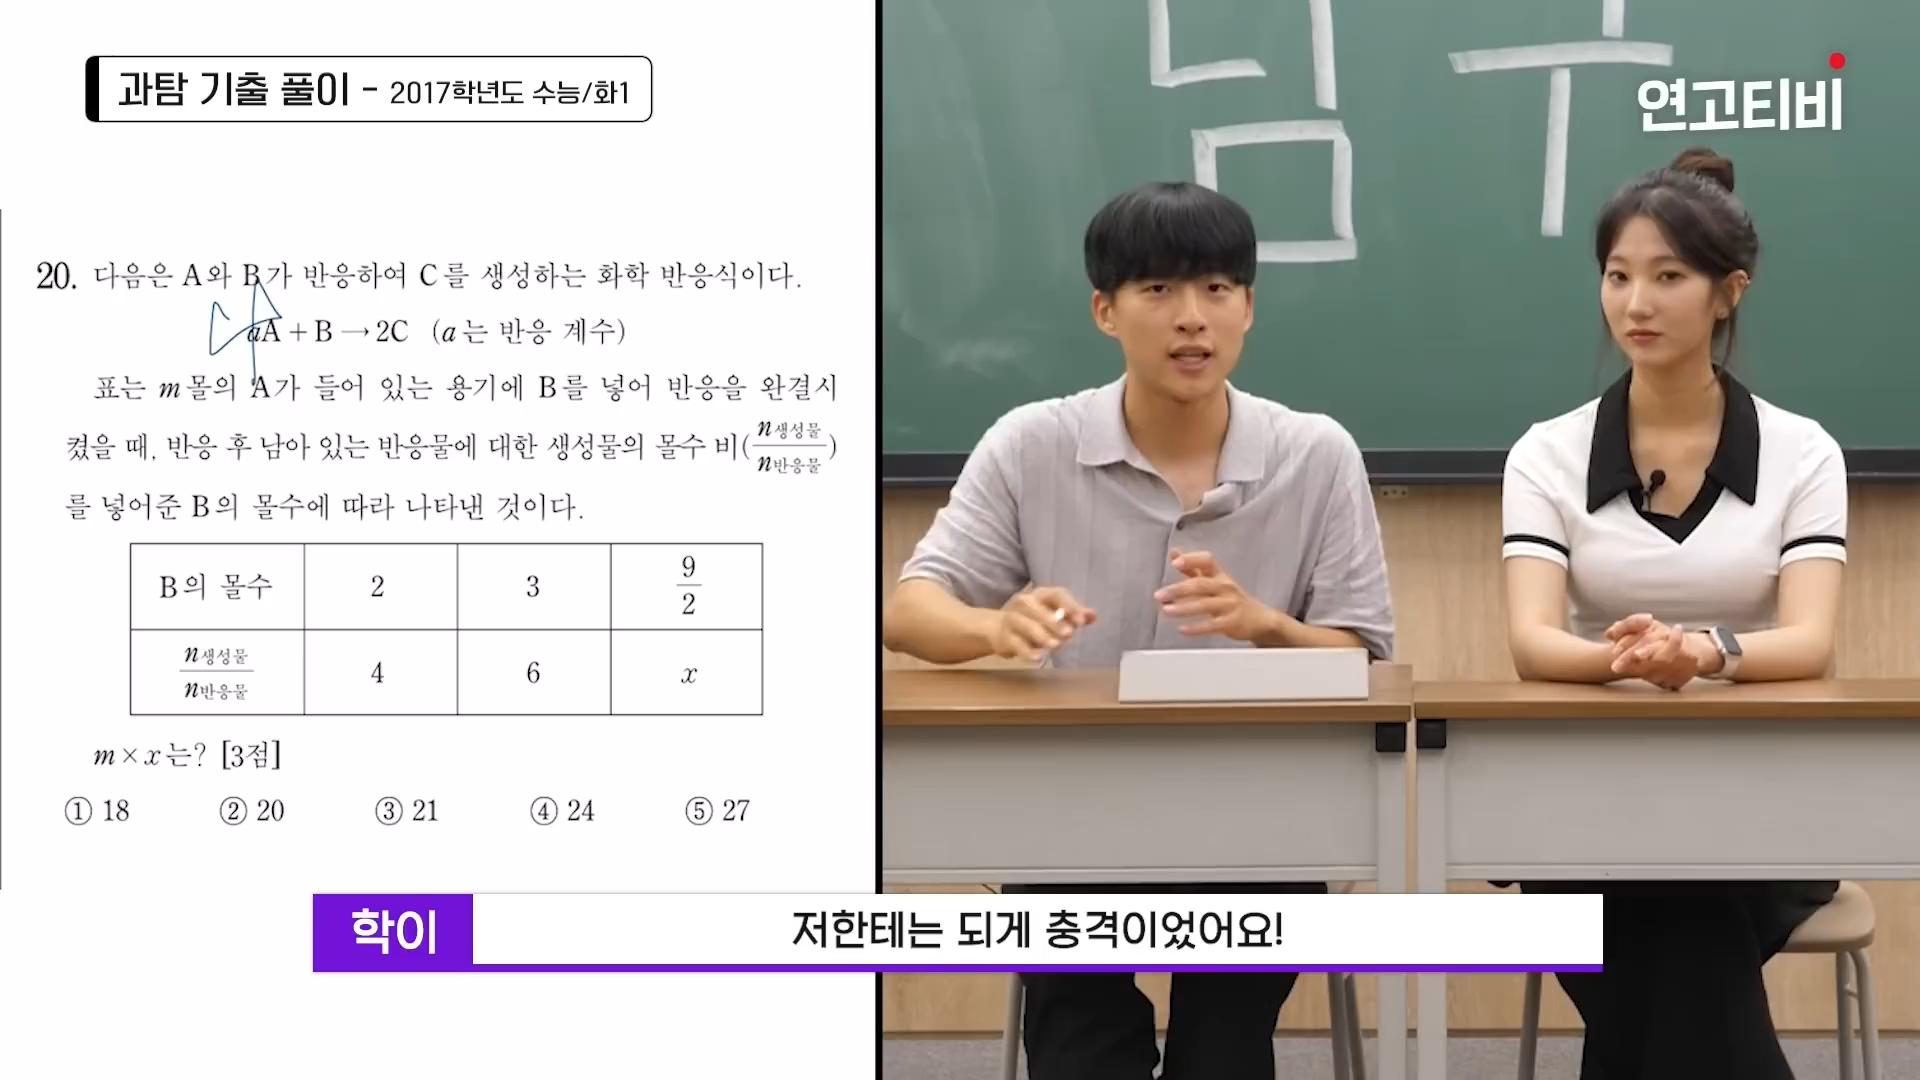 과탐 기출 풀이 - 2017학년도 수능/화1
20. 다음은 A와 B가 반응하여 C를 생성하는 화학 반응식이다.
aA + B → 2C (a는 반응 계수)
표는 m몰의 A가 들어 있는 용기에 B를 넣어 반응을 완결시
켰을 때, 반응 후 남아 있는 반응물에 대한 생성물의 몰수 비(n생성물/n반응물)
를 넣어준 B의 몰수에 따라 나타낸 것이다.
B의 몰수 2 3 9/2
n생성물/n반응물 4 6 x
m×x는? [3점]
① 18 ② 20 ③ 21 ④ 24 ⑤ 27
연고티비
학이 저한테는 되게 충격이었어요!